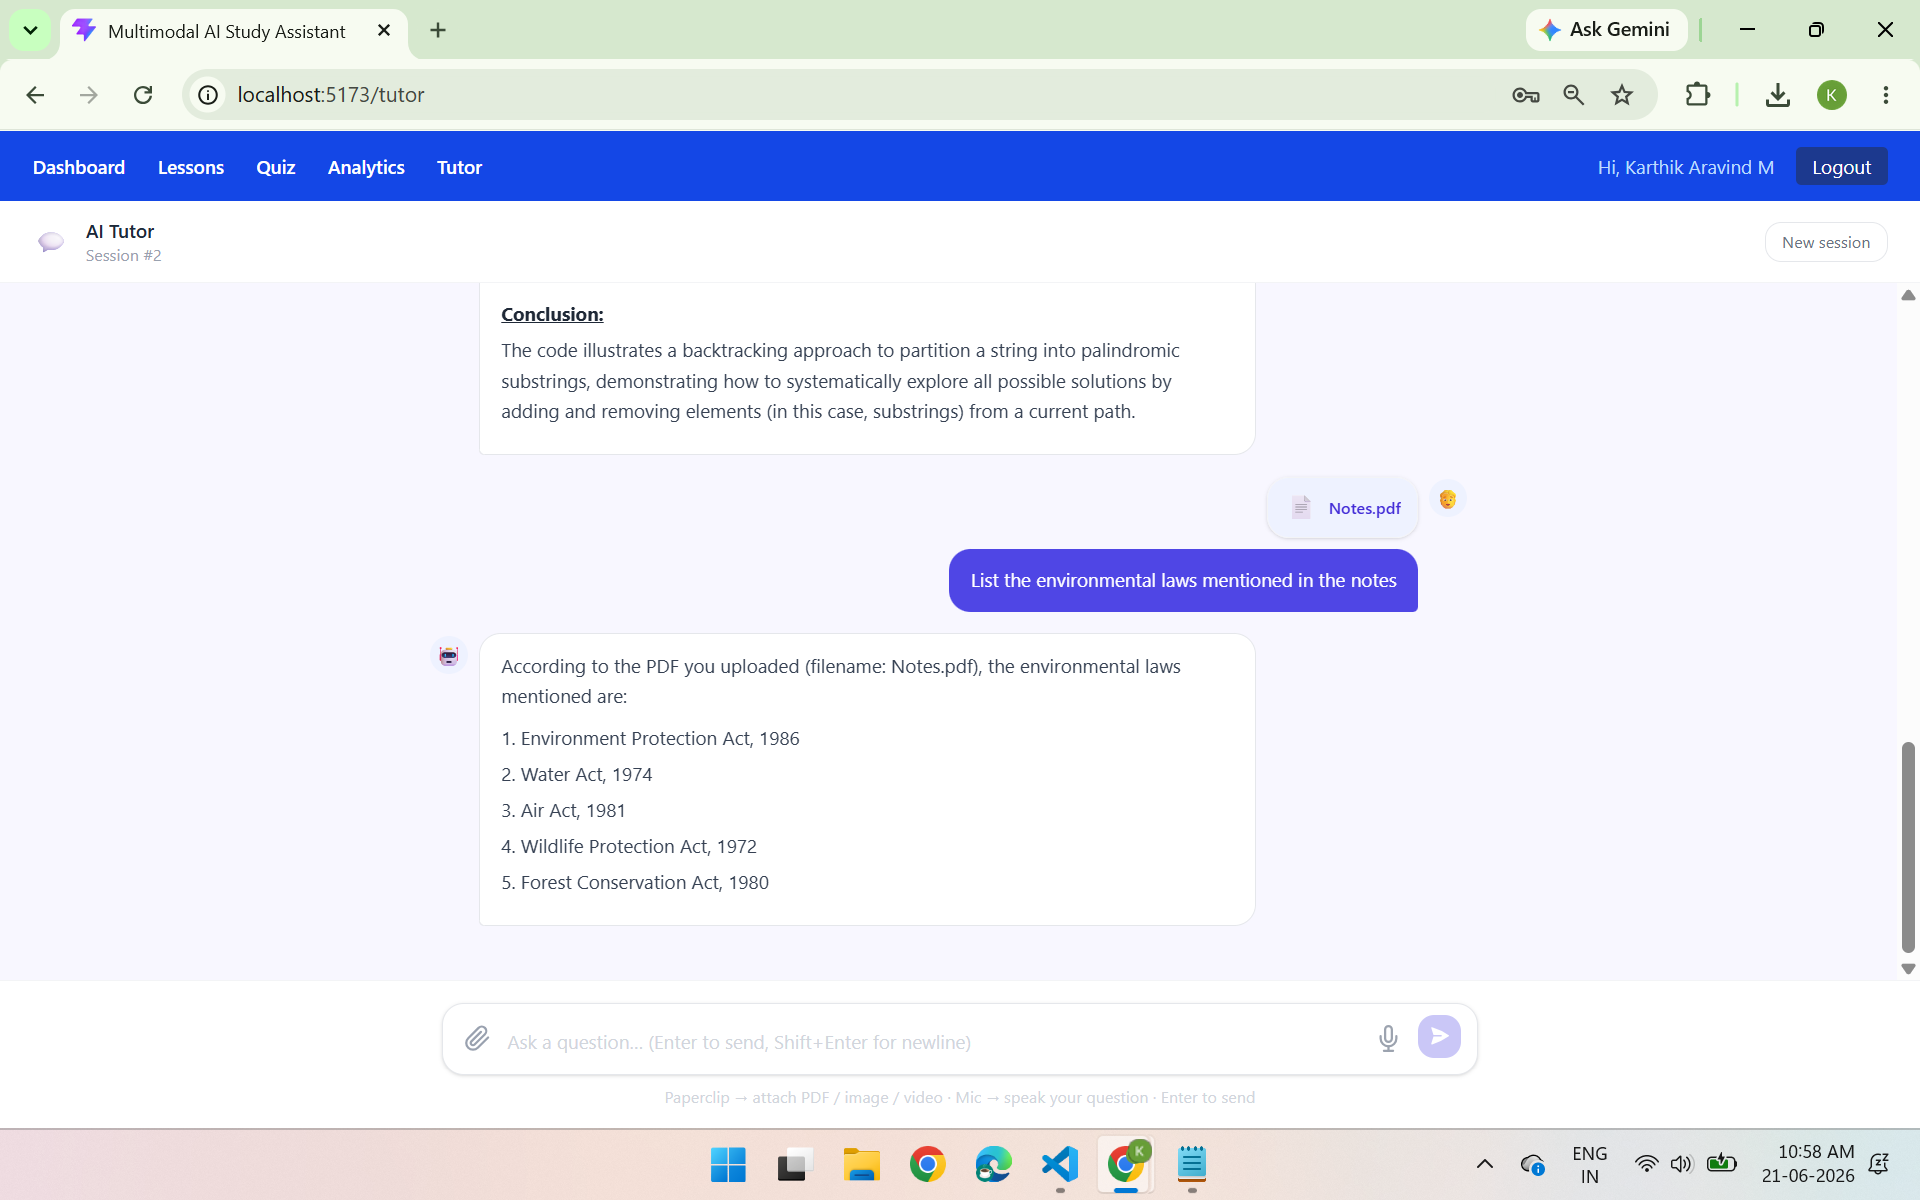 Multimodal AI Study Assistant
Ask Gemini
localhost:5173/tutor
K
Dashboard Lessons Quiz Analytics Tutor
Hi, Karthik Aravind M
Logout
AI Tutor
Session #2
New session
Conclusion:
The code illustrates a backtracking approach to partition a string into palindromic
substrings, demonstrating how to systematically explore all possible solutions by
adding and removing elements (in this case, substrings) from a current path.
Notes.pdf
List the environmental laws mentioned in the notes
According to the PDF you uploaded (filename: Notes.pdf), the environmental laws
mentioned are:
1. Environment Protection Act, 1986
2. Water Act, 1974
3. Air Act, 1981
4. Wildlife Protection Act, 1972
5. Forest Conservation Act, 1980
Ask a question... (Enter to send, Shift+Enter for newline)
Paperclip → attach PDF / image / video · Mic → speak your question · Enter to send
K
ENG
IN
10:58 AM
21-06-2026